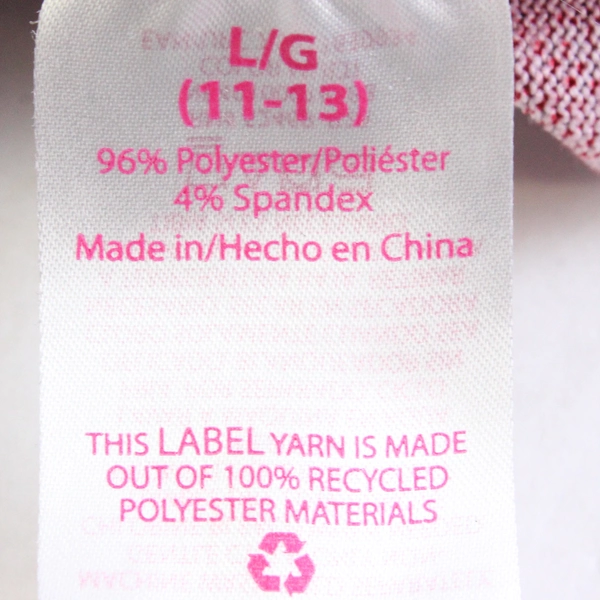 L/G
(11-13)
96% Polyester/Poliéster
4% Spandex
Made in/Hecho en China
THIS LABEL YARN IS MADE
OUT OF 100% RECYCLED
POLYESTER MATERIALS